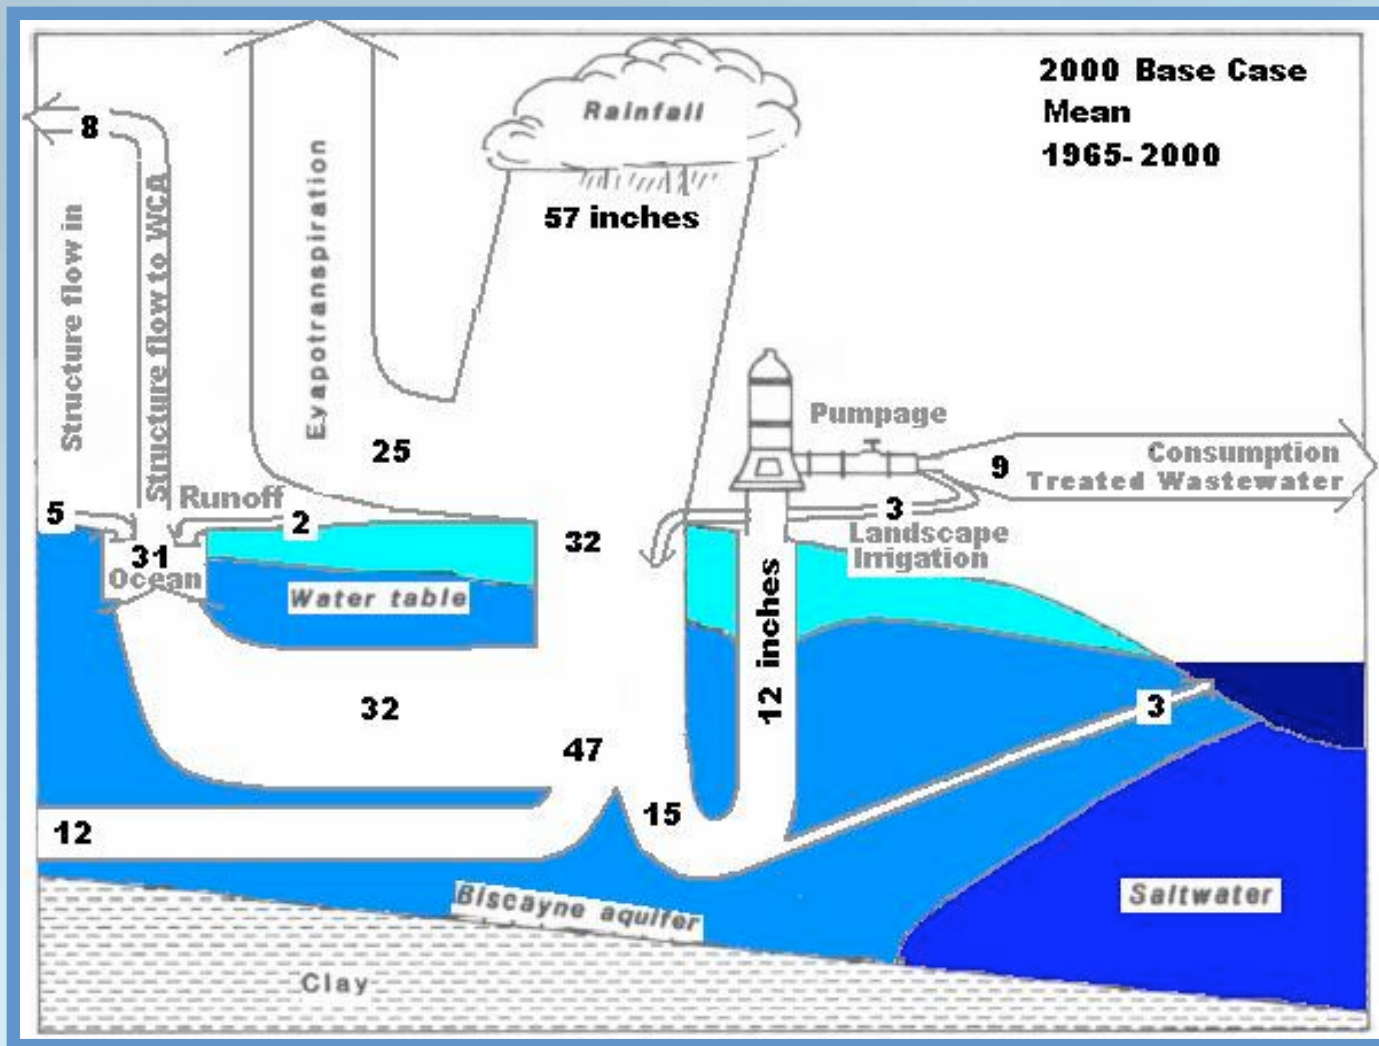 2000 Base Case
Mean
1965-2000
Rainfall
57 inches
8
Structure flow in
Structure flow to WCA
Evapotranspiration
25
Pumpage
9
Consumption
Treated Wastewater
3
Landscape
Irrigation
5
Runoff
2
31
Ocean
32
Water table
12 inches
32
47
15
3
12
Biscayne aquifer
Saltwater
Clay